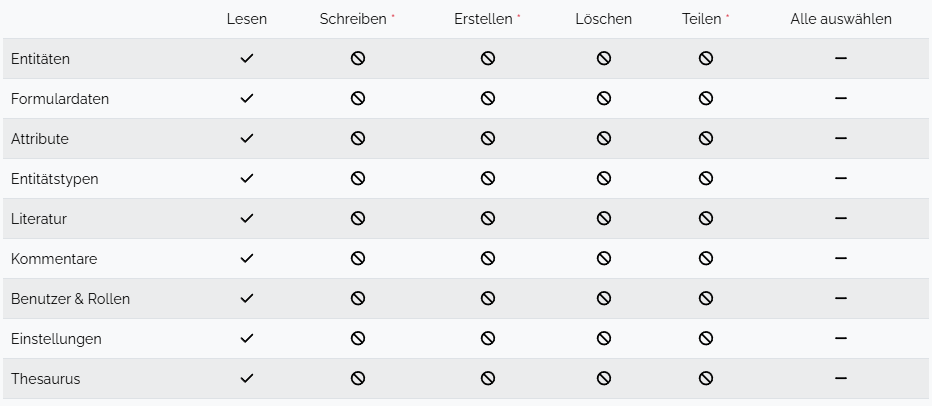 Lesen Schreiben * Erstellen * Löschen Teilen * Alle auswählen
Entitäten
Formulardaten
Attribute
Entitätstypen
Literatur
Kommentare
Benutzer & Rollen
Einstellungen
Thesaurus